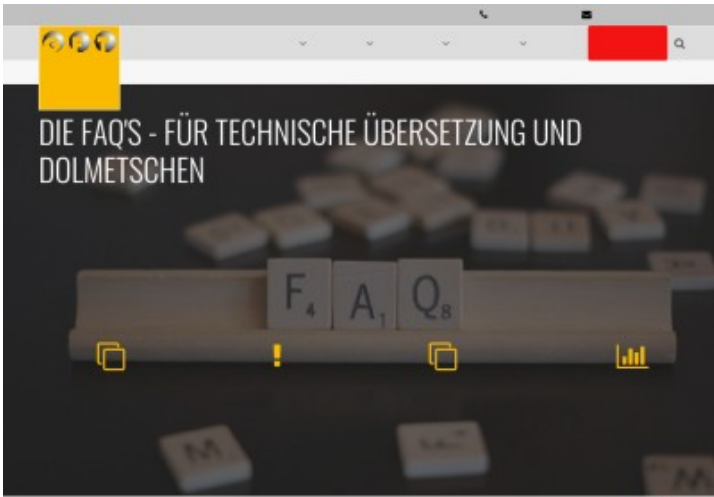 DIE FAQ'S - FÜR TECHNISCHE ÜBERSETZUNG UND
DOLMETSCHEN
F4 A1 Q8
M